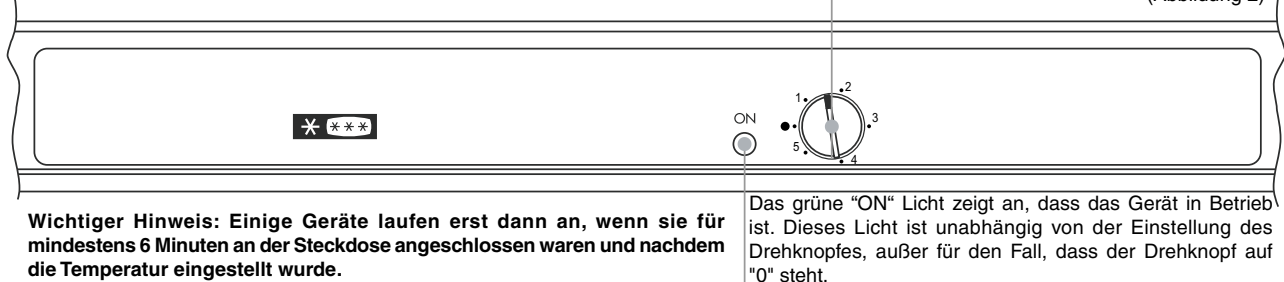 (Abbildung 2)
ON
1
2
3
4
5
Wichtiger Hinweis: Einige Geräte laufen erst dann an, wenn sie für
mindestens 6 Minuten an der Steckdose angeschlossen waren und nachdem
die Temperatur eingestellt wurde.
Das grüne “ON“ Licht zeigt an, dass das Gerät in Betrieb
ist. Dieses Licht ist unabhängig von der Einstellung des
Drehknopfes, außer für den Fall, dass der Drehknopf auf
"0" steht.